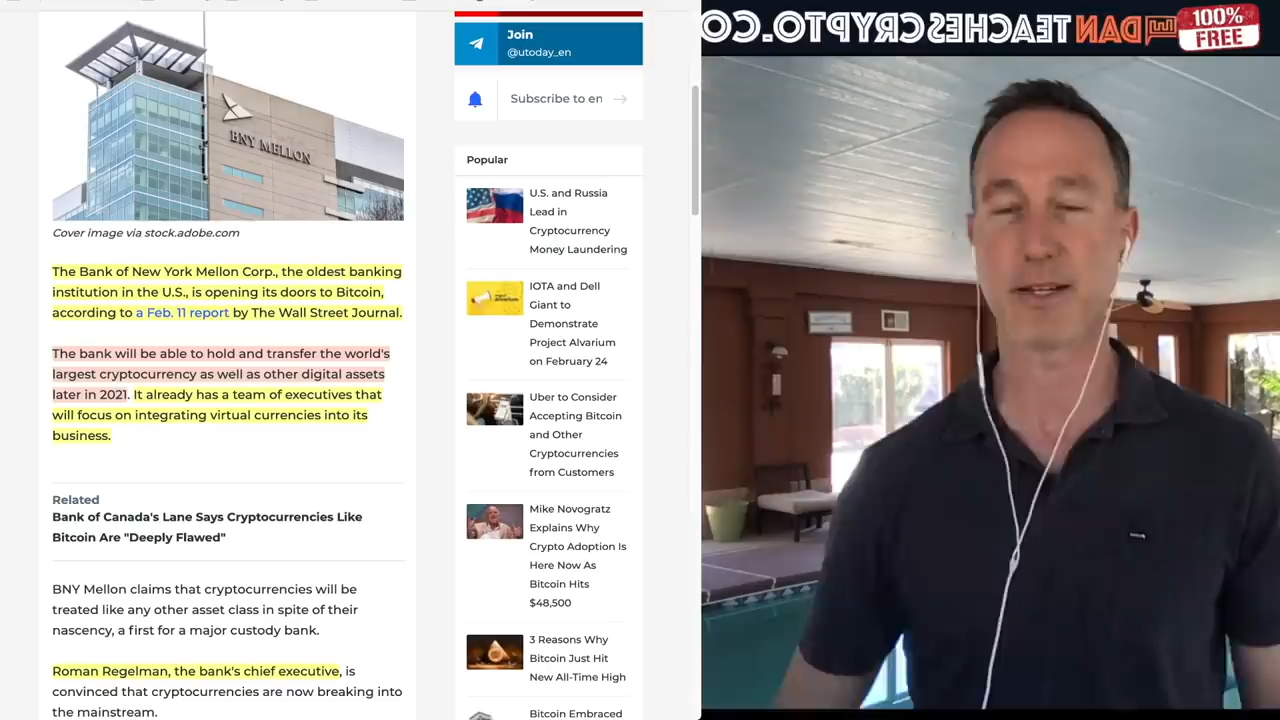 BNY MELLON
Cover image via stock.adobe.com
The Bank of New York Mellon Corp., the oldest banking
institution in the U.S., is opening its doors to Bitcoin,
according to a Feb. 11 report by The Wall Street Journal.
The bank will be able to hold and transfer the world's
largest cryptocurrency as well as other digital assets
later in 2021. It already has a team of executives that
will focus on integrating virtual currencies into its
business.
Related
Bank of Canada's Lane Says Cryptocurrencies Like
Bitcoin Are "Deeply Flawed"
BNY Mellon claims that cryptocurrencies will be
treated like any other asset class in spite of their
nascency, a first for a major custody bank.
Roman Regelman, the bank's chief executive, is
convinced that cryptocurrencies are now breaking into
the mainstream.
Join
@utoday_en
Subscribe to en
Popular
U.S. and Russia
Lead in
Cryptocurrency
Money Laundering
IOTA and Dell
Giant to
Demonstrate
Project Alvarium
on February 24
Uber to Consider
Accepting Bitcoin
and Other
Cryptocurrencies
from Customers
Mike Novogratz
Explains Why
Crypto Adoption Is
Here Now As
Bitcoin Hits
$48,500
3 Reasons Why
Bitcoin Just Hit
New All-Time High
Bitcoin Embraced
DAN TEACHES CRYPTO.CO
100%
FREE